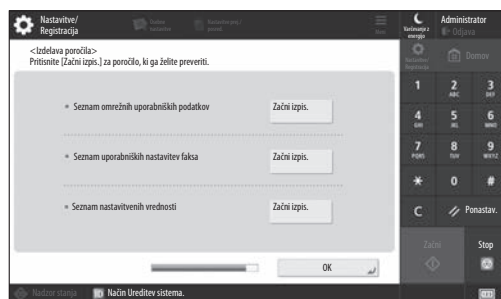 Nastavitve/
Registracija
Varčevanje z
energijo
Administrator
Odjava
<Izdelava poročila>
Pritisnite [Začni izpis.] za poročilo, ki ga želite preveriti.
Nastavitve/
Registracija
Domov
Seznam omrežnih uporabniških podatkov
Začni izpis.
Seznam uporabniških nastavitev faksa
Začni izpis.
Seznam nastavitvenih vrednosti
Začni izpis.
1
2
ABC
3
DEF
4
GHI
5
JKL
6
MNO
7
PQRS
8
TUV
9
WXYZ
*
0
#
C
Ponastav.
Začni
Stop
OK
Nadzor stanja
Način Ureditev sistema.